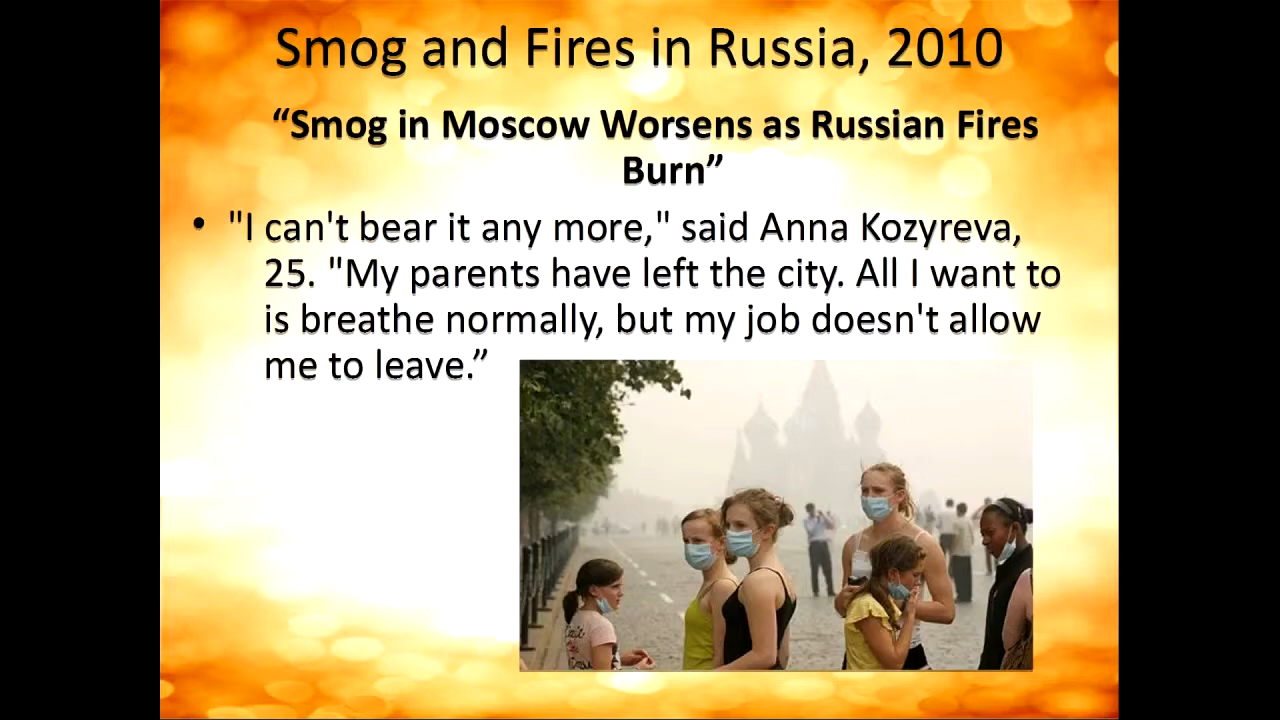 Smog and Fires in Russia, 2010
“Smog in Moscow Worsens as Russian Fires
Burn”
• "I can't bear it any more," said Anna Kozyreva,
25. "My parents have left the city. All I want to
is breathe normally, but my job doesn't allow
me to leave.”